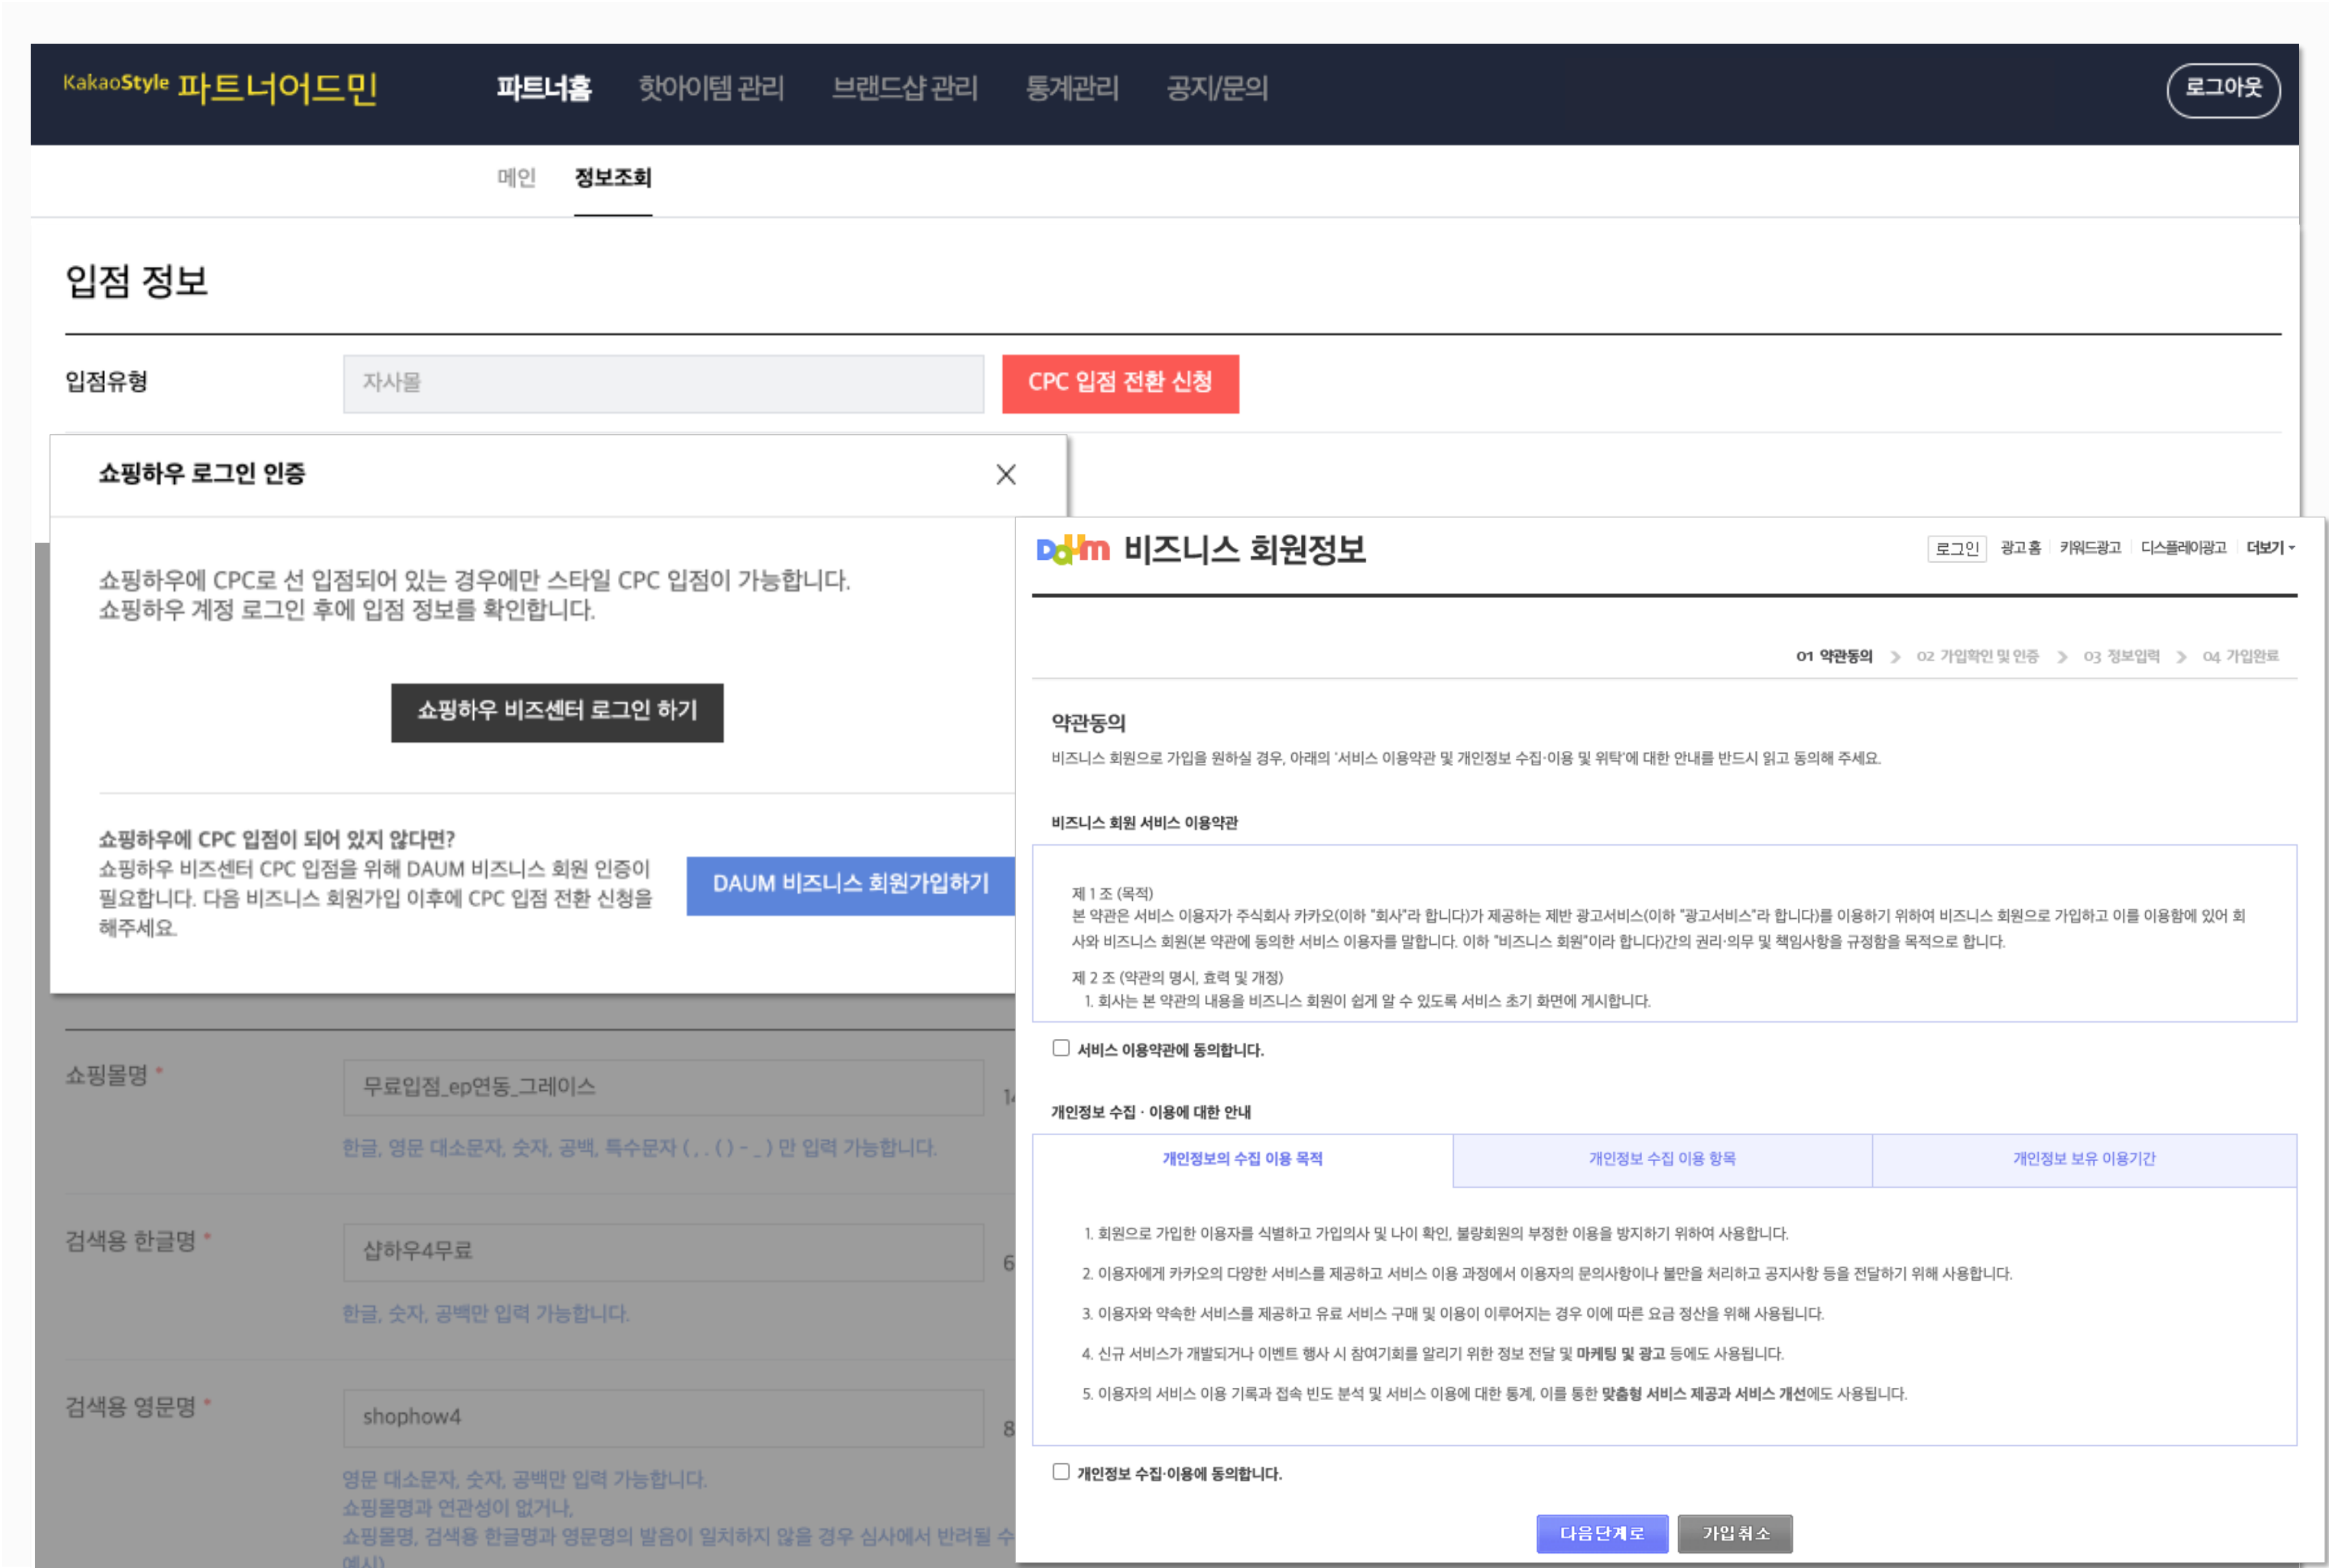 KakaoStyle 파트너어드민 파트너홈 핫아이템 관리 브랜드샵 관리 통계관리 공지/문의 로그아웃
메인 정보조회
입점 정보
입점유형 자사몰 CPC 입점 전환 신청
쇼핑하우 로그인 인증
쇼핑하우에 CPC로 선 입점되어 있는 경우에만 스타일 CPC 입점이 가능합니다.
쇼핑하우 계정 로그인 후에 입점 정보를 확인합니다.
쇼핑하우 비즈센터 로그인 하기
쇼핑하우에 CPC 입점이 되어 있지 않다면?
쇼핑하우 비즈센터 CPC 입점을 위해 DAUM 비즈니스 회원 인증이
필요합니다. 다음 비즈니스 회원가입 이후에 CPC 입점 전환 신청을
해주세요.
DAUM 비즈니스 회원가입하기
쇼핑몰명 * 무료입점_ep연동_그레이스 14
한글, 영문 대소문자, 숫자, 공백, 특수문자 ( , . ( ) - _ ) 만 입력 가능합니다.
검색용 한글명 * 샵하우4무료 6
한글, 숫자, 공백만 입력 가능합니다.
검색용 영문명 * shophow4 8
영문 대소문자, 숫자, 공백만 입력 가능합니다.
쇼핑몰명과 연관성이 없거나,
쇼핑몰명, 검색용 한글명과 영문명의 발음이 일치하지 않을 경우 심사에서 반려될 수
예시)
Daum 비즈니스 회원정보 로그인 광고홈 키워드광고 디스플레이광고 더보기
01 약관동의 02 가입확인 및 인증 03 정보입력 04 가입완료
약관동의
비즈니스 회원으로 가입을 원하실 경우, 아래의 '서비스 이용약관 및 개인정보 수집·이용 및 위탁'에 대한 안내를 반드시 읽고 동의해 주세요.
비즈니스 회원 서비스 이용약관
제 1 조 (목적)
본 약관은 서비스 이용자가 주식회사 카카오(이하 "회사"라 합니다)가 제공하는 제반 광고서비스(이하 "광고서비스"라 합니다)를 이용하기 위하여 비즈니스 회원으로 가입하고 이를 이용함에 있어 회
사와 비즈니스 회원(본 약관에 동의한 서비스 이용자를 말합니다. 이하 "비즈니스 회원"이라 합니다)간의 권리·의무 및 책임사항을 규정함을 목적으로 합니다.
제 2 조 (약관의 명시, 효력 및 개정)
1. 회사는 본 약관의 내용을 비즈니스 회원이 쉽게 알 수 있도록 서비스 초기 화면에 게시합니다.
서비스 이용약관에 동의합니다.
개인정보 수집 · 이용에 대한 안내
개인정보의 수집 이용 목적 개인정보 수집 이용 항목 개인정보 보유 이용기간
1. 회원으로 가입한 이용자를 식별하고 가입의사 및 나이 확인, 불량회원의 부정한 이용을 방지하기 위하여 사용합니다.
2. 이용자에게 카카오의 다양한 서비스를 제공하고 서비스 이용 과정에서 이용자의 문의사항이나 불만을 처리하고 공지사항 등을 전달하기 위해 사용합니다.
3. 이용자와 약속한 서비스를 제공하고 유료 서비스 구매 및 이용이 이루어지는 경우 이에 따른 요금 정산을 위해 사용됩니다.
4. 신규 서비스가 개발되거나 이벤트 행사 시 참여기회를 알리기 위한 정보 전달 및 마케팅 및 광고 등에도 사용됩니다.
5. 이용자의 서비스 이용 기록과 접속 빈도 분석 및 서비스 이용에 대한 통계, 이를 통한 맞춤형 서비스 제공과 서비스 개선에도 사용됩니다.
개인정보 수집·이용에 동의합니다.
다음단계로 가입취소